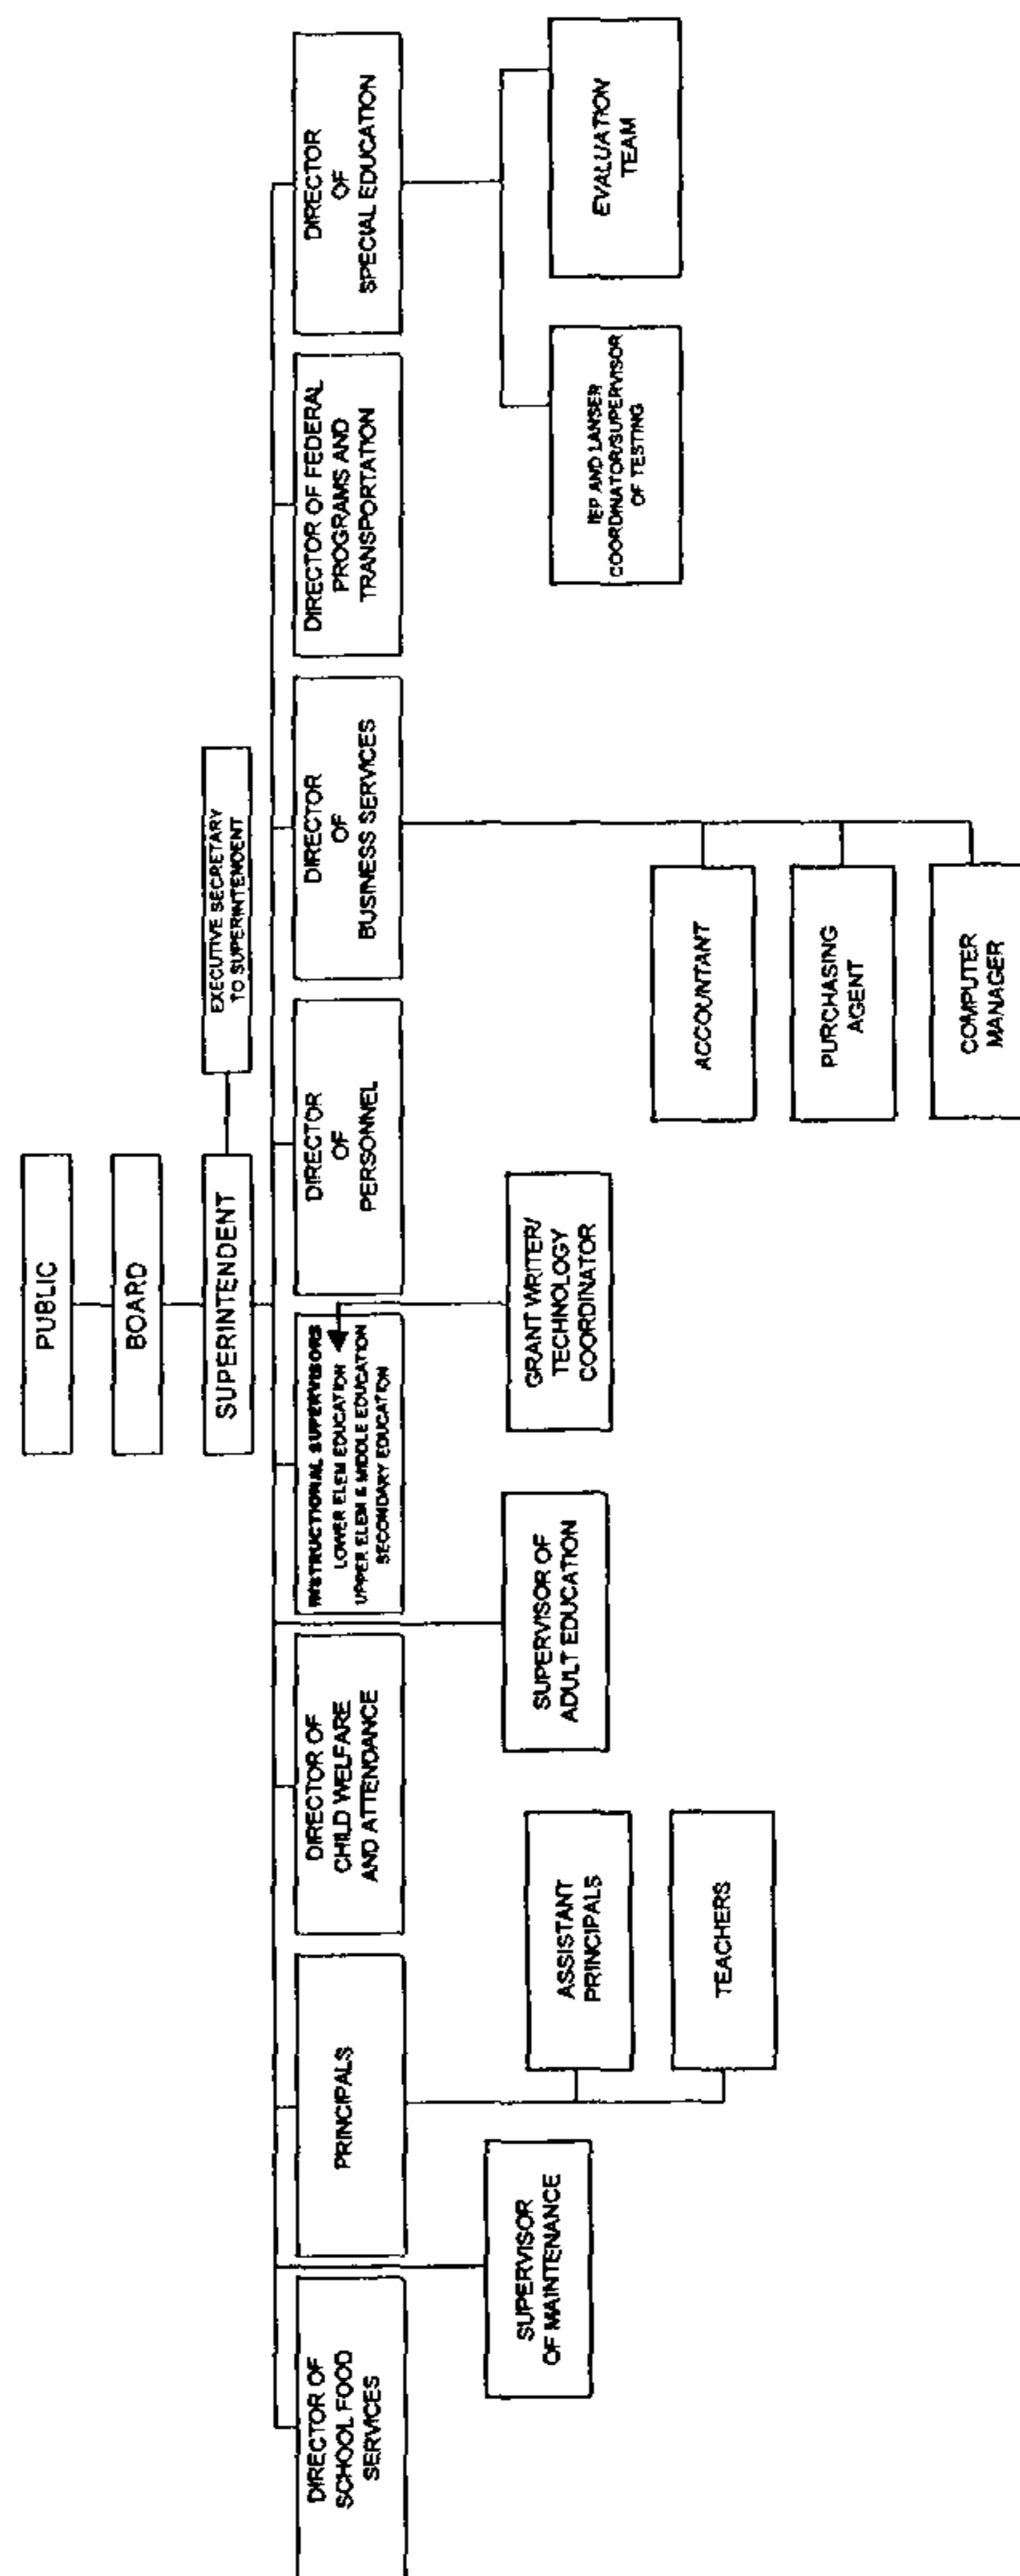 PUBLIC
BOARD
SUPERINTENDENT
EXECUTIVE SECRETARY
TO SUPERINTENDENT
DIRECTOR OF
SCHOOL FOOD
SERVICES
PRINCIPALS
DIRECTOR OF
CHILD WELFARE
AND ATTENDANCE
INSTRUCTIONAL SUPERVISORS
LOWER ELEM EDUCATION
UPPER ELEM & MIDDLE EDUCATION
SECONDARY EDUCATION
DIRECTOR
OF
PERSONNEL
DIRECTOR
OF
BUSINESS SERVICES
DIRECTOR OF FEDERAL
PROGRAMS AND
TRANSPORTATION
DIRECTOR
OF
SPECIAL EDUCATION
SUPERVISOR
OF MAINTENANCE
ASSISTANT
PRINCIPALS
TEACHERS
SUPERVISOR OF
ADULT EDUCATION
GRANT WRITER/
TECHNOLOGY
COORDINATOR
ACCOUNTANT
PURCHASING
AGENT
COMPUTER
MANAGER
IEP AND LANSER
COORDINATOR/SUPERVISOR
OF TESTING
EVALUATION
TEAM